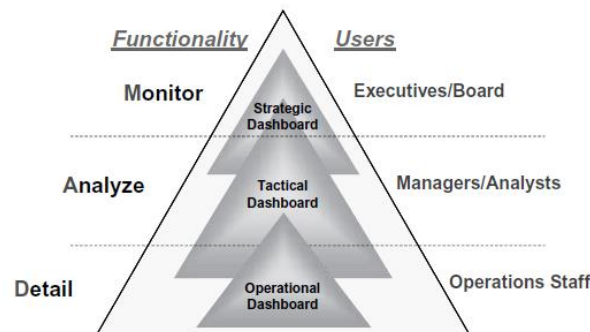 Functionality
Users
Monitor
Executives/Board
Strategic
Dashboard
Analyze
Managers/Analysts
Tactical
Dashboard
Detail
Operations Staff
Operational
Dashboard